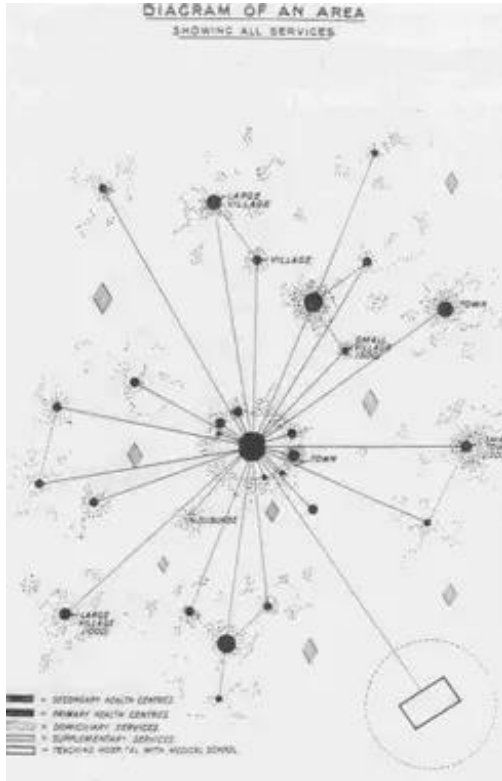 DIAGRAM OF AN AREA
SHOWING ALL SERVICES
LARGE
VILLAGE
VILLAGE
TOWN
SMALL
VILLAGE
TOWN
SUBURBS
LARGE
VILLAGE
= SECONDARY HEALTH CENTRES
= PRIMARY HEALTH CENTRES
= DOMICILIARY SERVICES
= SUPPLEMENTARY SERVICES
= TEACHING HOSPITAL WITH MEDICAL SCHOOL